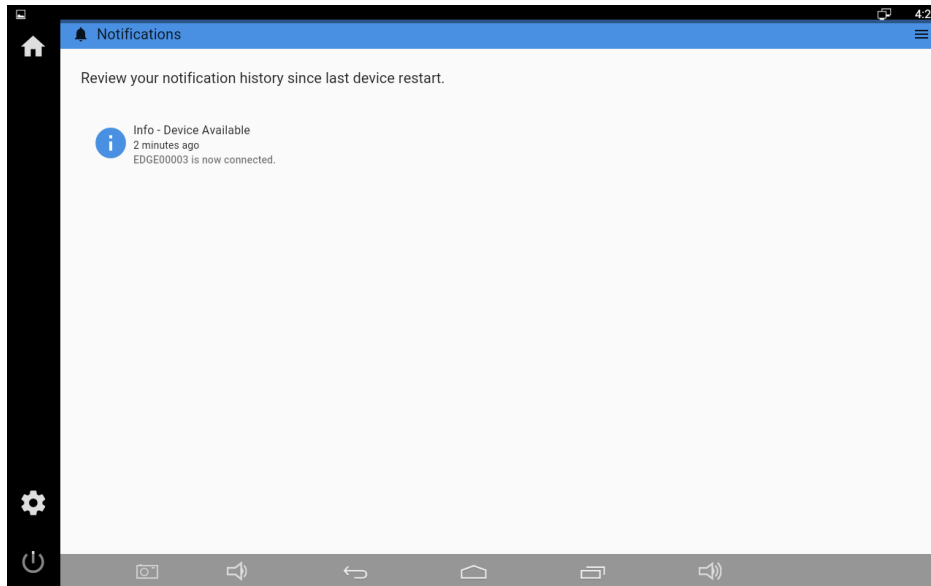 Notifications
Review your notification history since last device restart.
Info - Device Available
2 minutes ago
EDGE00003 is now connected.